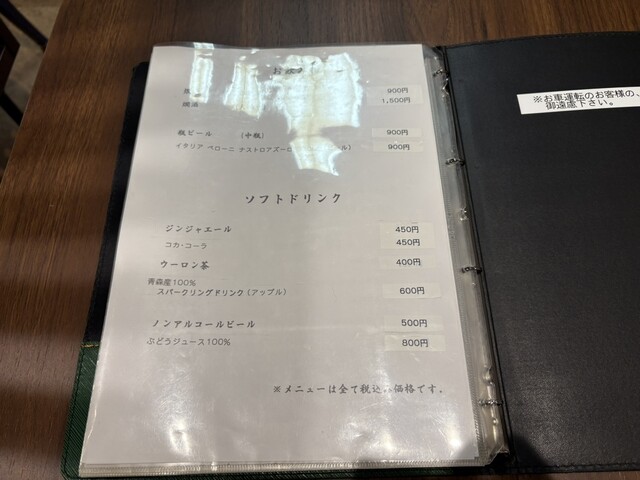 900円
1,500円
瓶ビール (中瓶) 900円
イタリア ペローニ ナストロアズーロ 900円
ソフトドリンク
ジンジャエール 450円
コカ・コーラ 450円
ウーロン茶 400円
青森産100%
スパークリングドリンク（アップル） 600円
ノンアルコールビール 500円
ぶどうジュース100% 800円
※メニューは全て税込み価格です.
※お車運転のお客様の、
御遠慮下さい。